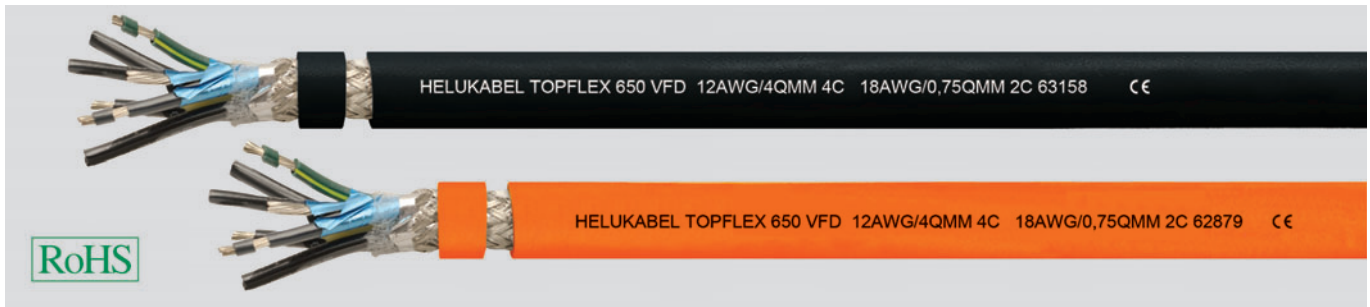 HELUKABEL TOPFLEX 650 VFD 12AWG/4QMM 4C 18AWG/0,75QMM 2C 63158 CE
HELUKABEL TOPFLEX 650 VFD 12AWG/4QMM 4C 18AWG/0,75QMM 2C 62879 CE
RoHS